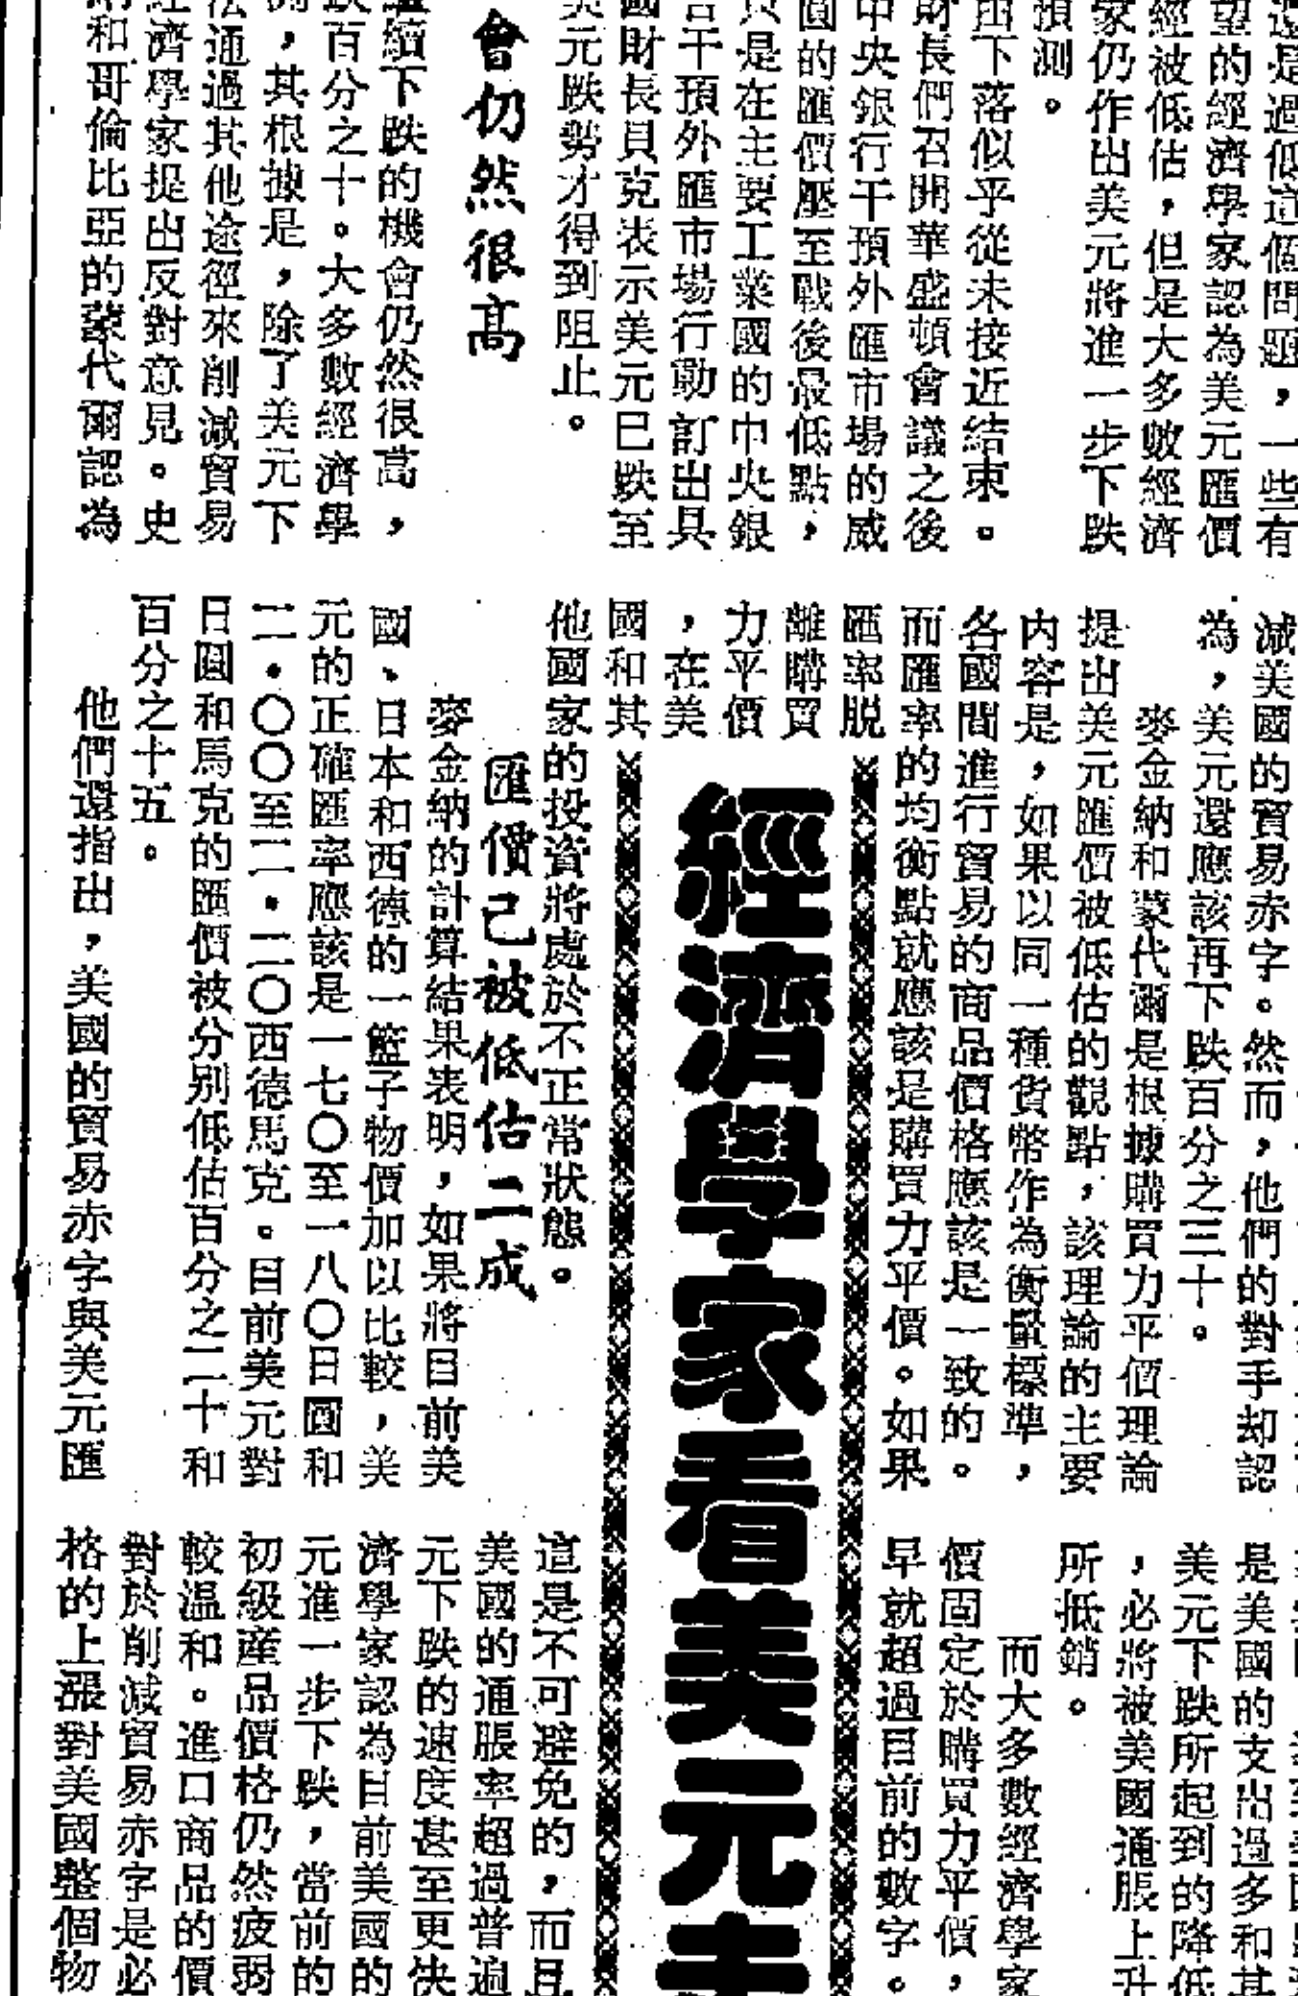 還是過低這個問題，一些有
望的經濟學家認為美元匯價
經被低估，但是大多數經濟
家仍作出美元將進一步下跌
預測。
下落似乎從未接近結束。
財長們召開華盛頓會議之後
中央銀行干預外匯市場的威
圓的匯價壓至戰後最低點，
是在主要工業國的中央銀
干預外匯市場行動訂出具
國財長貝克表示美元已跌至
美元跌勢才得到阻止。
會仍然很高
繼續下跌的機會仍然很高，
跌百分之十。大多數經濟學
測，其根據是，除了美元下
法通過其他途徑來削減貿易
經濟學家提出反對意見。史
納和哥倫比亞的蒙代爾認為
減美國的貿易赤字。然而，他們的對手却認
為，美元還應該再下跌百分之三十。
麥金納和蒙代爾是根據購買力平價理論
提出美元匯價被低估的觀點，該理論的主要
内容是，如果以同一種貨幣作為衡量標準，
各國間進行貿易的商品價格應該是一致的。
而匯率的均衡點就應該是購買力平價。如果
匯率脱
離購買
力平價
，在美
國和其
他國家的投資將處於不正常狀態。
經濟學家看美元
匯價已被低估二成
麥金納的計算結果表明，如果將目前美
國、日本和西德的一籃子物價加以比較，美
元的正確匯率應該是一七〇至一八〇日圓和
二・〇〇至二・二〇西德馬克。目前美元對
日圓和馬克的匯價被分别低估百分之二十和
百分之十五。
他們還指出，美國的貿易赤字與美元匯
是美國的支出過多和其
美元下跌所起到的降低
，必將被美國通脹上升
所抵銷。
而大多數經濟學家
價固定於購買力平價，
早就超過目前的數字。
這是不可避免的，而且
美國的通脹率超過普遍
元下跌的速度甚至更快
濟學家認為目前美國的
元進一步下跌，當前的
初級産品價格仍然疲弱
較温和。進口商品的價
對於削減貿易赤字是必
格的上漲對美國整個物